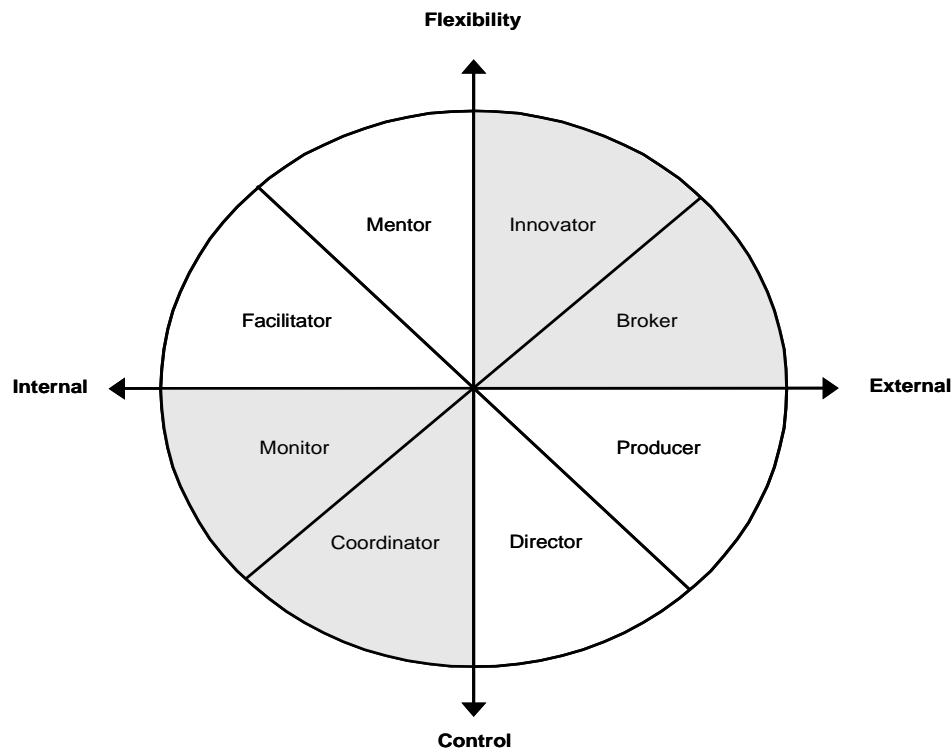 Flexibility
Mentor
Innovator
Facilitator
Broker
Internal
External
Monitor
Producer
Coordinator
Director
Control